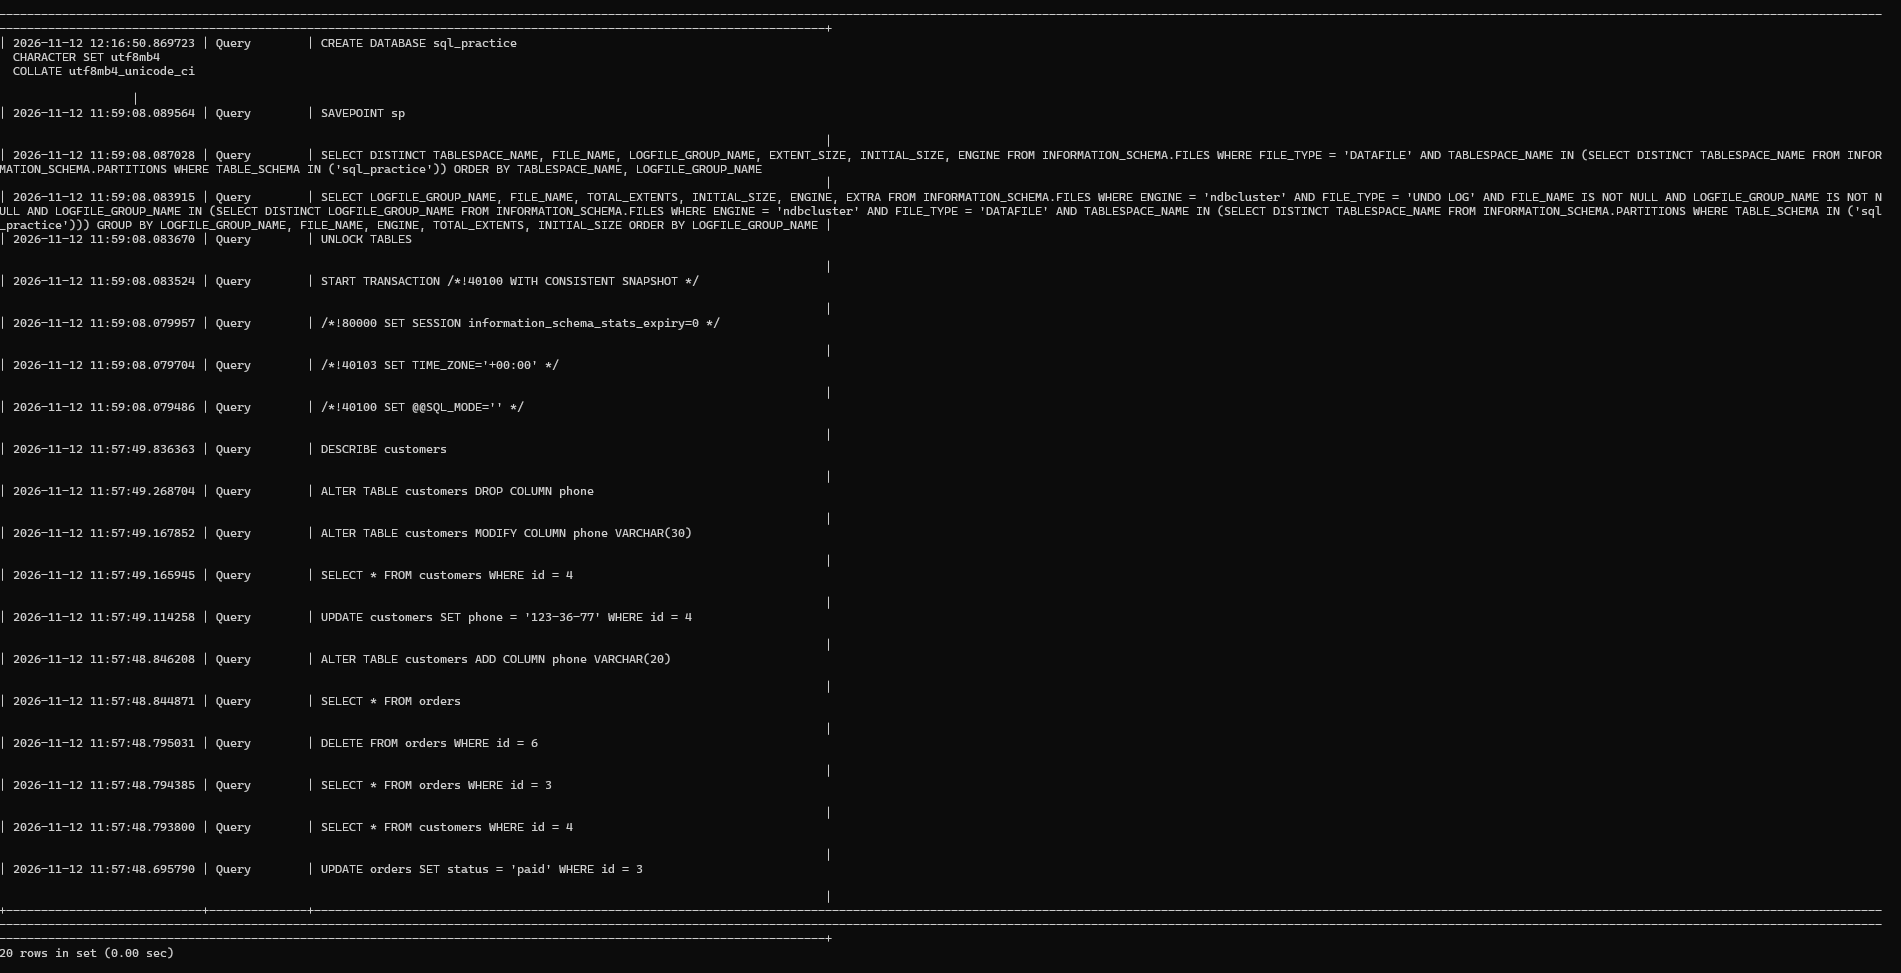 | 2026-11-12 12:16:50.869723 | Query | CREATE DATABASE sql_practice
CHARACTER SET utf8mb4
COLLATE utf8mb4_unicode_ci
|
| 2026-11-12 11:59:08.089564 | Query | SAVEPOINT sp
|
| 2026-11-12 11:59:08.087028 | Query | SELECT DISTINCT TABLESPACE_NAME, FILE_NAME, LOGFILE_GROUP_NAME, EXTENT_SIZE, INITIAL_SIZE, ENGINE FROM INFORMATION_SCHEMA.FILES WHERE FILE_TYPE = 'DATAFILE' AND TABLESPACE_NAME IN (SELECT DISTINCT TABLESPACE_NAME FROM INFOR
MATION_SCHEMA.PARTITIONS WHERE TABLE_SCHEMA IN ('sql_practice')) ORDER BY TABLESPACE_NAME, LOGFILE_GROUP_NAME
|
| 2026-11-12 11:59:08.083915 | Query | SELECT LOGFILE_GROUP_NAME, FILE_NAME, TOTAL_EXTENTS, INITIAL_SIZE, ENGINE, EXTRA FROM INFORMATION_SCHEMA.FILES WHERE ENGINE = 'ndbcluster' AND FILE_TYPE = 'UNDO LOG' AND FILE_NAME IS NOT NULL AND LOGFILE_GROUP_NAME IS NOT N
ULL AND LOGFILE_GROUP_NAME IN (SELECT DISTINCT LOGFILE_GROUP_NAME FROM INFORMATION_SCHEMA.FILES WHERE ENGINE = 'ndbcluster' AND FILE_TYPE = 'DATAFILE' AND TABLESPACE_NAME IN (SELECT DISTINCT TABLESPACE_NAME FROM INFORMATION_SCHEMA.PARTITIONS WHERE TABLE_SCHEMA IN ('sql
_practice'))) GROUP BY LOGFILE_GROUP_NAME, FILE_NAME, ENGINE, TOTAL_EXTENTS, INITIAL_SIZE ORDER BY LOGFILE_GROUP_NAME |
| 2026-11-12 11:59:08.083670 | Query | UNLOCK TABLES
|
| 2026-11-12 11:59:08.083524 | Query | START TRANSACTION /*!40100 WITH CONSISTENT SNAPSHOT */
|
| 2026-11-12 11:59:08.079957 | Query | /*!80000 SET SESSION information_schema_stats_expiry=0 */
|
| 2026-11-12 11:59:08.079704 | Query | /*!40103 SET TIME_ZONE='+00:00' */
|
| 2026-11-12 11:59:08.079486 | Query | /*!40100 SET @@SQL_MODE='' */
|
| 2026-11-12 11:57:49.836363 | Query | DESCRIBE customers
|
| 2026-11-12 11:57:49.268704 | Query | ALTER TABLE customers DROP COLUMN phone
|
| 2026-11-12 11:57:49.167852 | Query | ALTER TABLE customers MODIFY COLUMN phone VARCHAR(30)
|
| 2026-11-12 11:57:49.165945 | Query | SELECT * FROM customers WHERE id = 4
|
| 2026-11-12 11:57:49.114258 | Query | UPDATE customers SET phone = '123-36-77' WHERE id = 4
|
| 2026-11-12 11:57:48.846208 | Query | ALTER TABLE customers ADD COLUMN phone VARCHAR(20)
|
| 2026-11-12 11:57:48.844871 | Query | SELECT * FROM orders
|
| 2026-11-12 11:57:48.795031 | Query | DELETE FROM orders WHERE id = 6
|
| 2026-11-12 11:57:48.794385 | Query | SELECT * FROM orders WHERE id = 3
|
| 2026-11-12 11:57:48.793800 | Query | SELECT * FROM customers WHERE id = 4
|
| 2026-11-12 11:57:48.695790 | Query | UPDATE orders SET status = 'paid' WHERE id = 3
|
20 rows in set (0.00 sec)